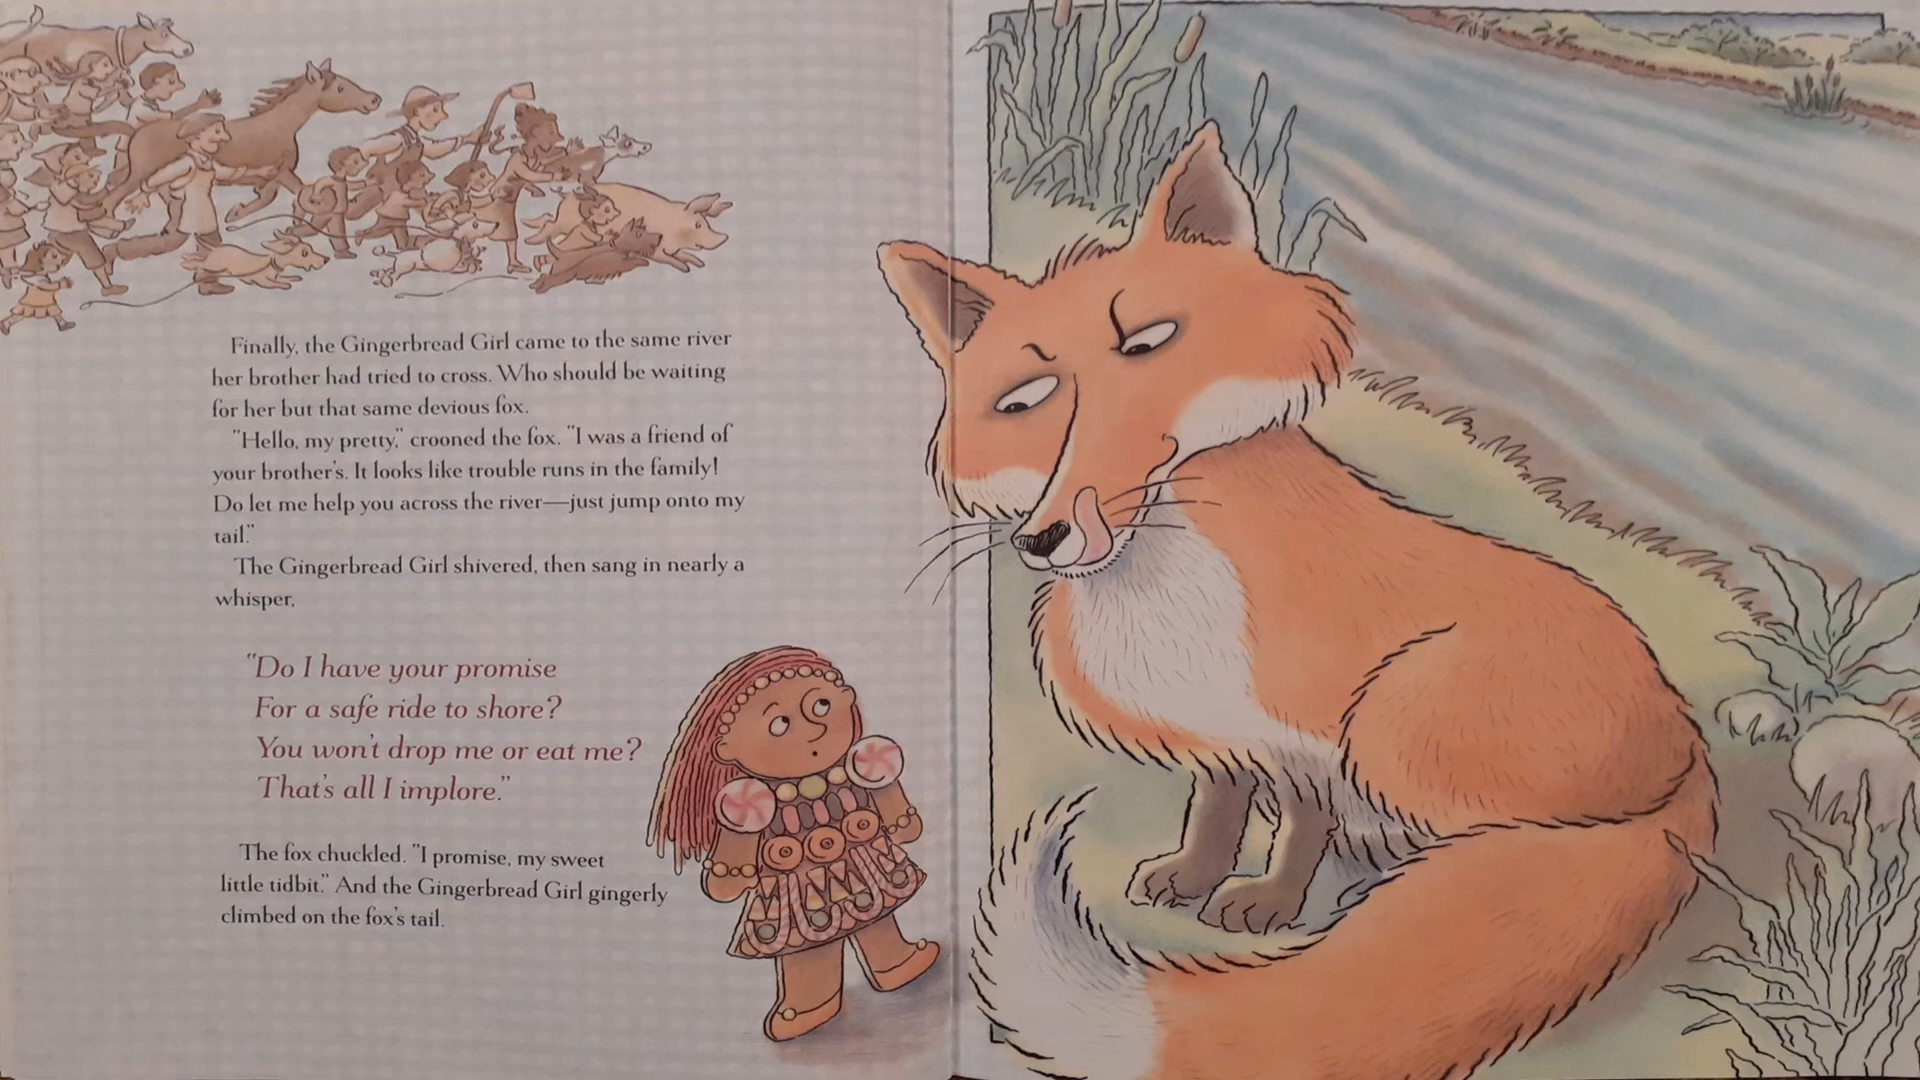 Finally, the Gingerbread Girl came to the same river
her brother had tried to cross. Who should be waiting
for her but that same devious fox.
"Hello, my pretty," crooned the fox. "I was a friend of
your brother's. It looks like trouble runs in the family!
Do let me help you across the river—just jump onto my
tail."
The Gingerbread Girl shivered, then sang in nearly a
whisper,
"Do I have your promise
For a safe ride to shore?
You won't drop me or eat me?
That's all I implore."
The fox chuckled. "I promise, my sweet
little tidbit." And the Gingerbread Girl gingerly
climbed on the fox's tail.